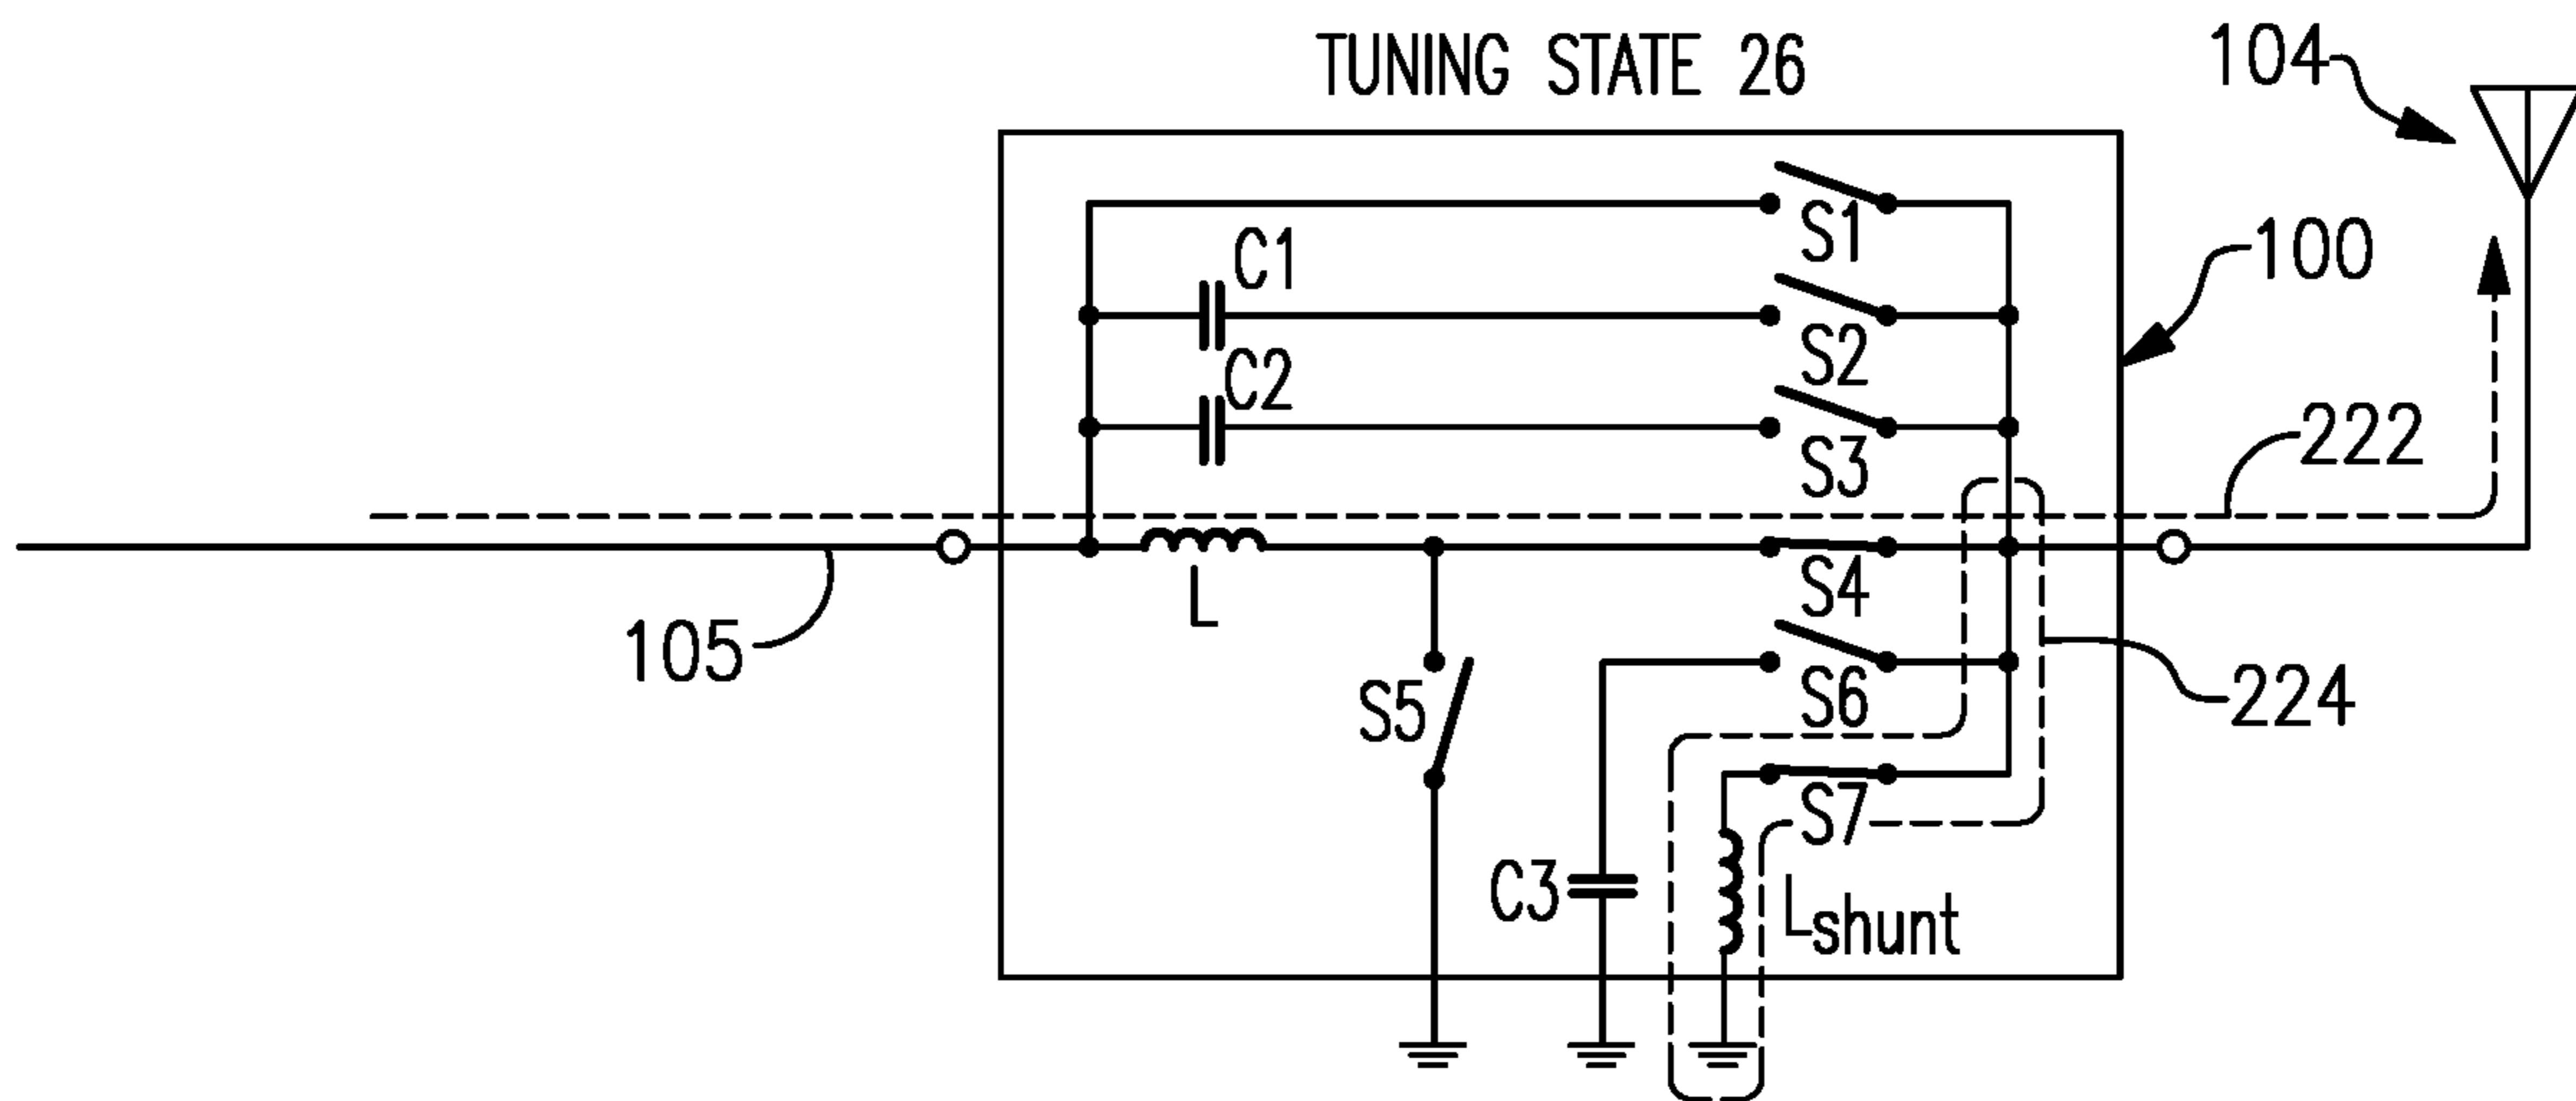 TUNING STATE 26
104
S1
100
C1
S2
C2
S3
222
S4
L
105
S6
S5
224
S7
C3
Lshunt